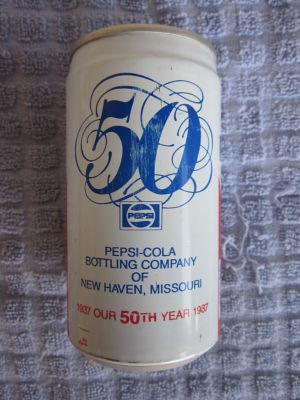 50
PEPSI
PEPSI-COLA
BOTTLING COMPANY
OF
NEW HAVEN, MISSOURI
1937 OUR 50TH YEAR 1987